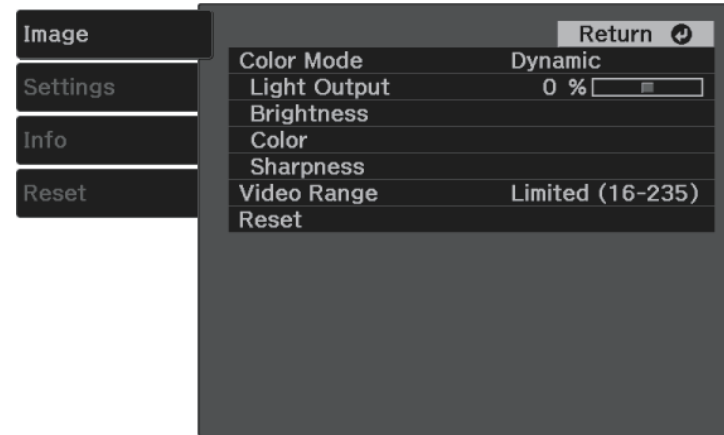 Image
Settings
Info
Reset
Return
Color Mode Dynamic
Light Output 0 %
Brightness
Color
Sharpness
Video Range Limited (16-235)
Reset